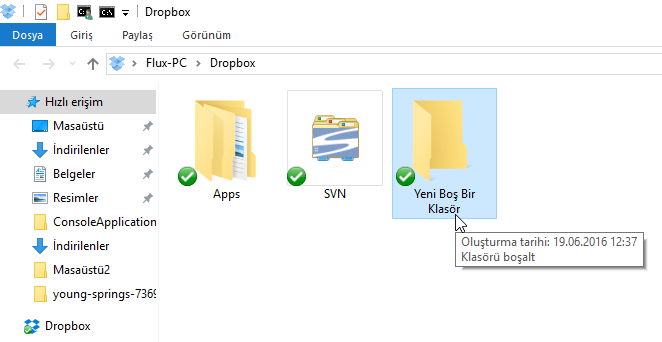 Dropbox
Dosya Giriş Paylaş Görünüm
Flux-PC > Dropbox
Hızlı erişim
Masaüstü
İndirilenler
Belgeler
Resimler
ConsoleApplication
İndirilenler
Masaüstü2
young-springs-7369
Dropbox
Apps
SVN
Yeni Boş Bir
Klasör
Oluşturma tarihi: 19.06.2016 12:37
Klasörü boşalt